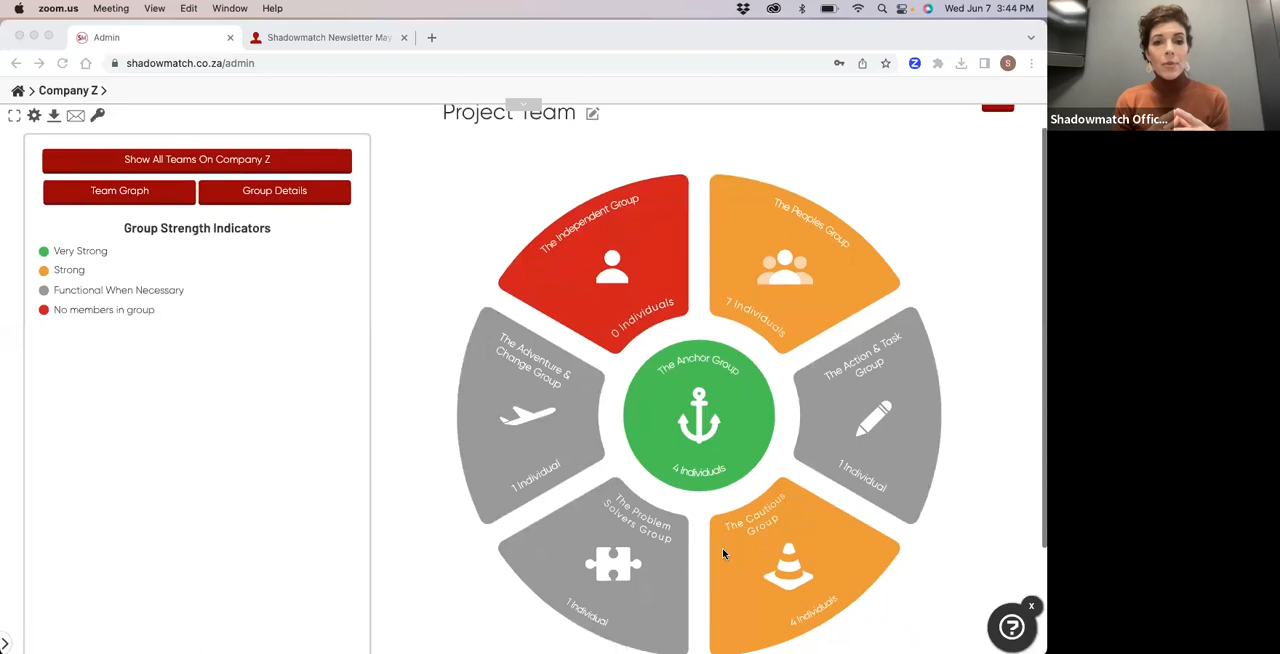 zoom.us Meeting View Edit Window Help Wed Jun 7 3:44 PM
Admin
Shadowmatch Newsletter May
shadowmatch.co.za/admin
S
Company Z
Project Team
Show All Teams On Company Z
Team Graph
Group Details
Group Strength Indicators
Very Strong
Strong
Functional When Necessary
No members in group
The Independent Group
0 Individuals
The Peoples Group
7 Individuals
The Adventure &
Change Group
1 Individual
The Anchor Group
4 Individuals
The Action & Task
Group
1 Individual
The Problem
Solvers Group
1 Individual
The Cautious
Group
4 Individuals
Shadowmatch Offic...
x
?